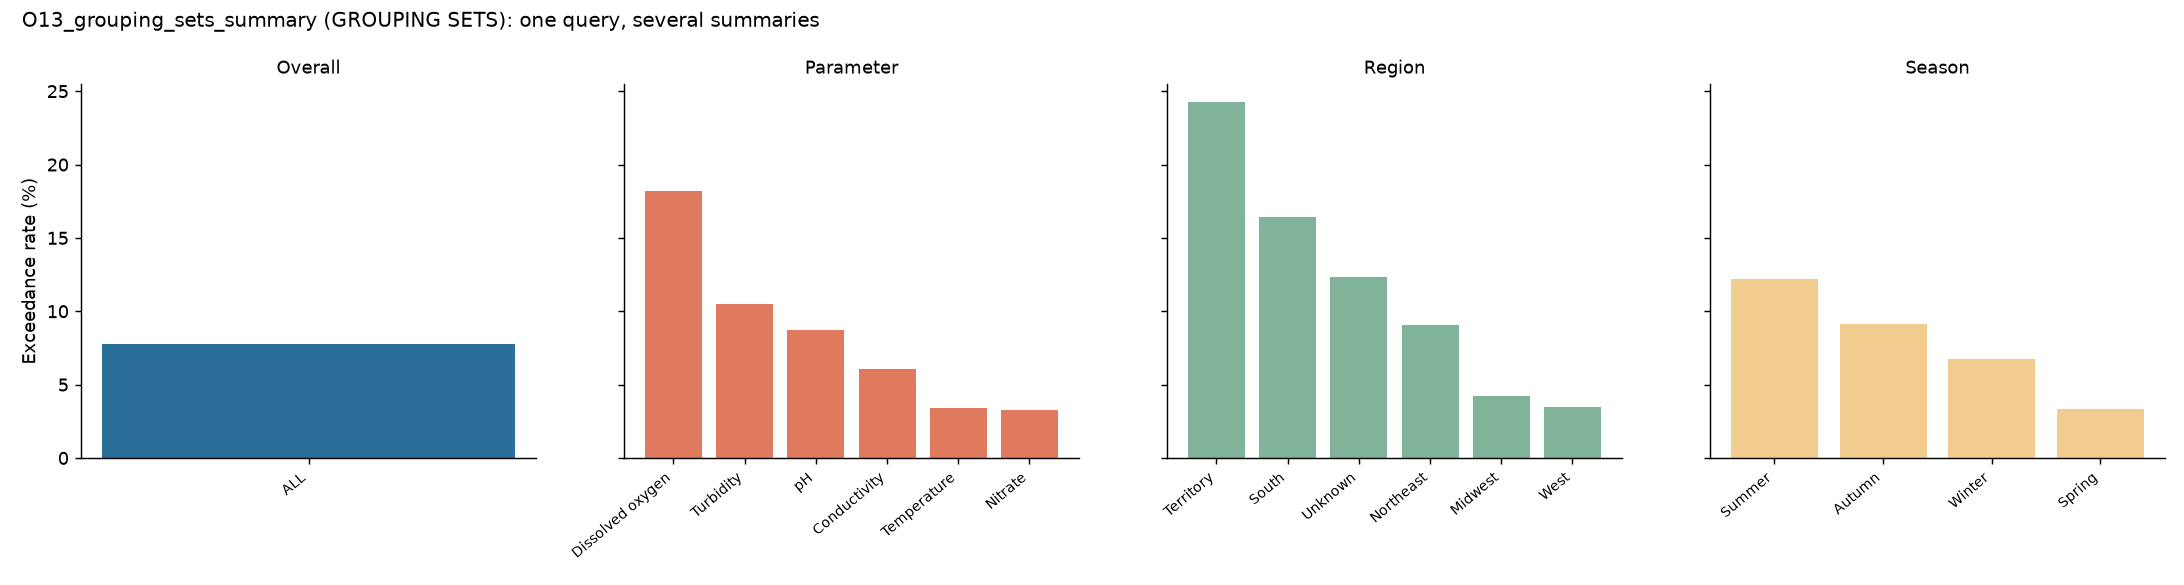 O13_grouping_sets_summary (GROUPING SETS): one query, several summaries
Overall
Parameter
Region
Season
Exceedance rate (%)
25
20
15
10
5
0
ALL
Dissolved oxygen
Turbidity
pH
Conductivity
Temperature
Nitrate
Territory
South
Unknown
Northeast
Midwest
West
Summer
Autumn
Winter
Spring